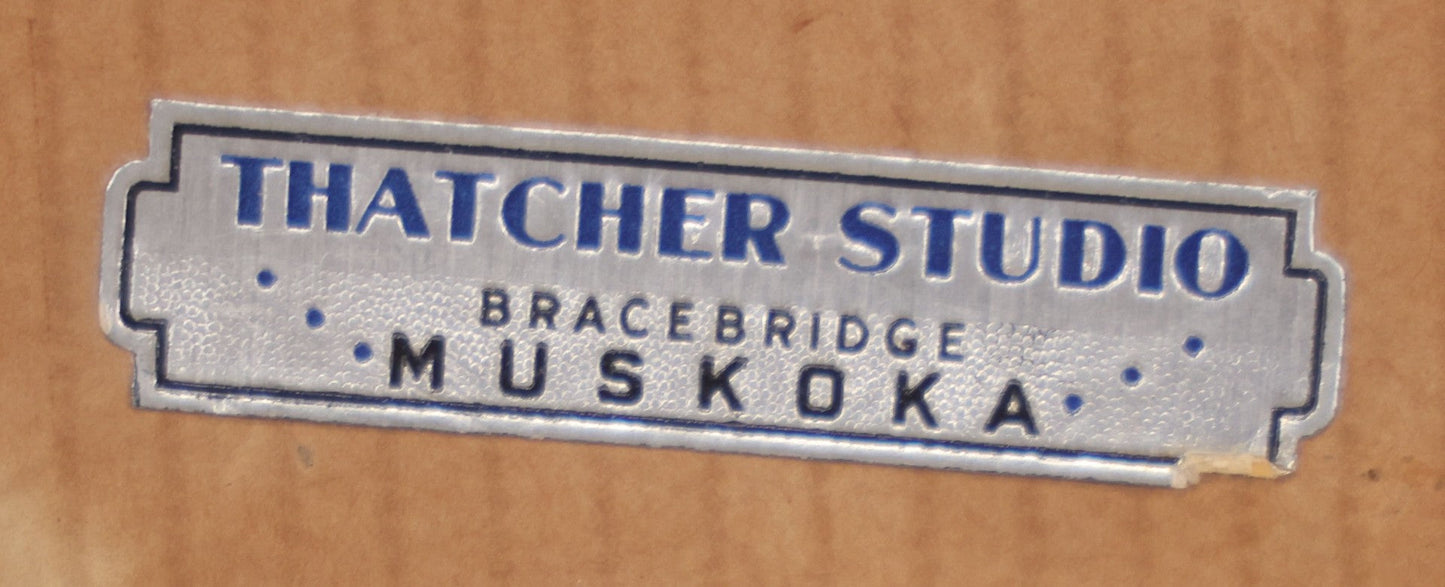 THATCHER STUDIO
BRACEBRIDGE
MUSKOKA